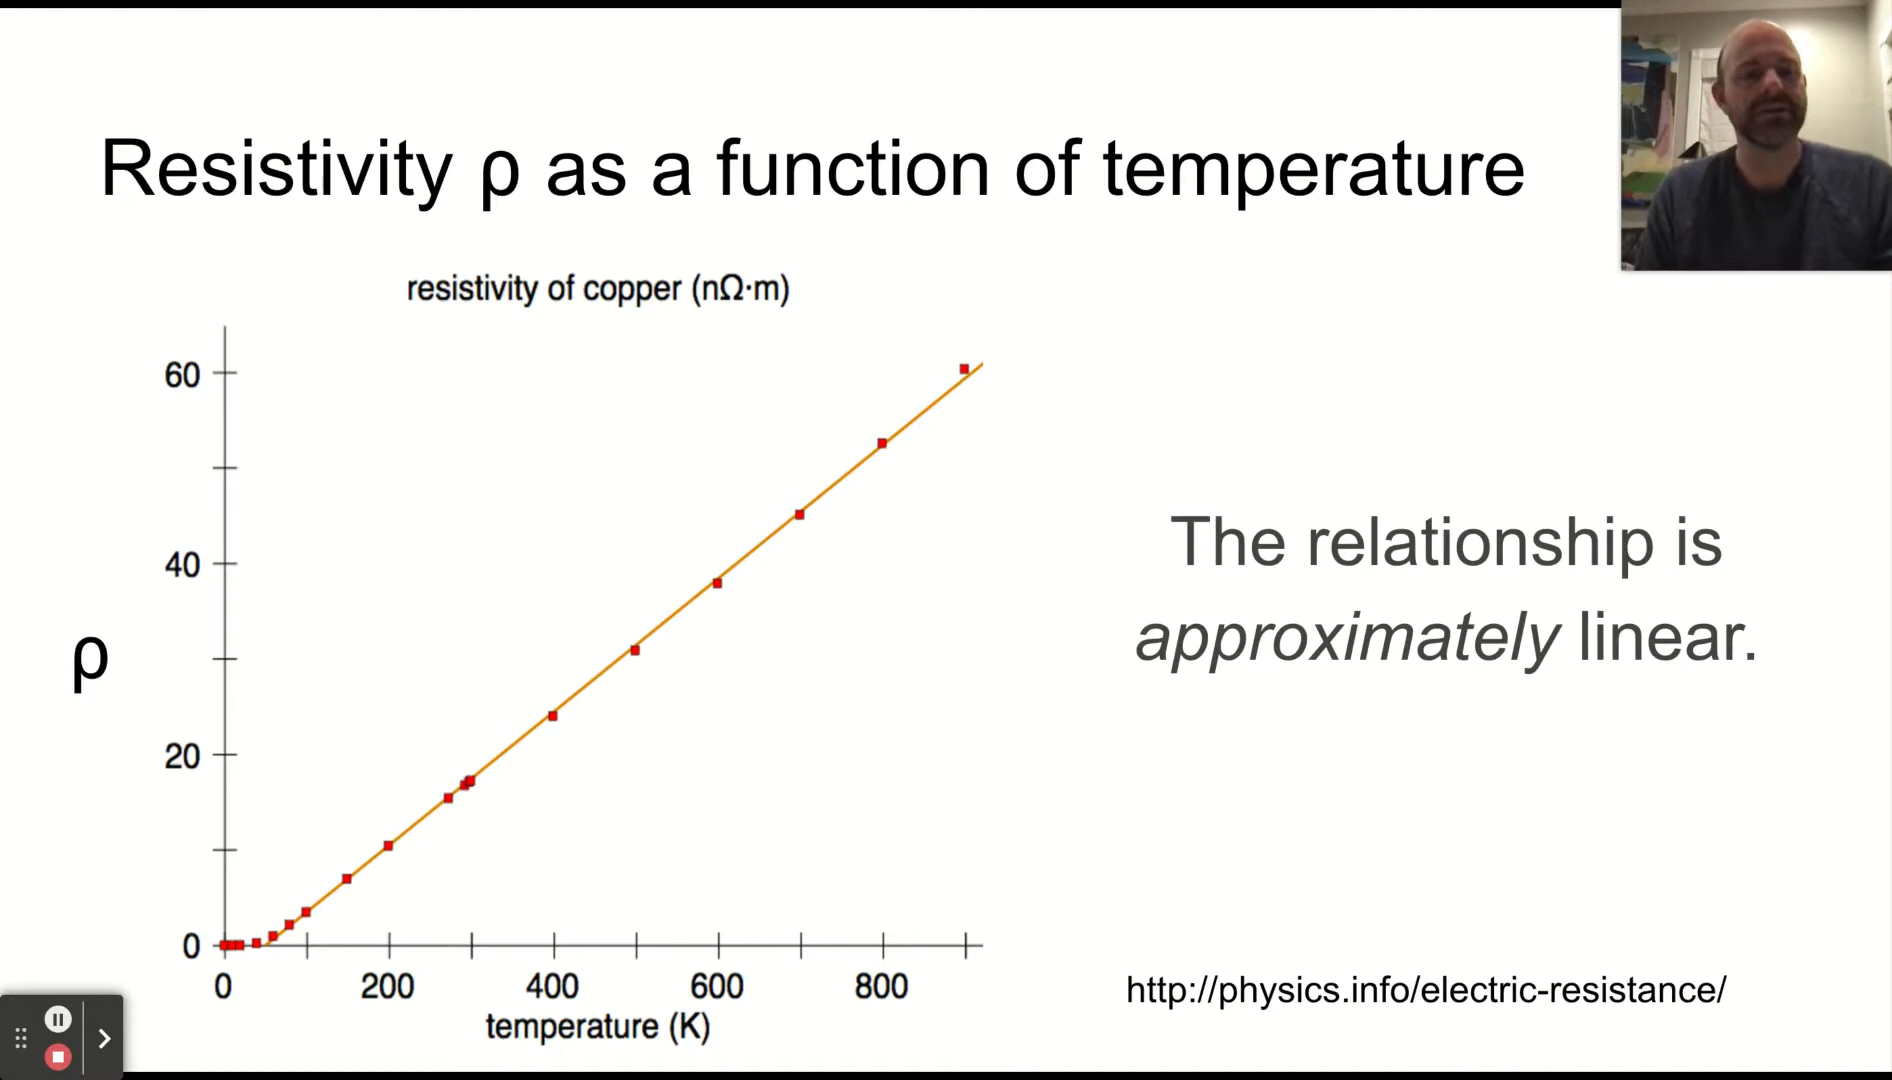 Resistivity ρ as a function of temperature
resistivity of copper (nΩ·m)
60
40
20
0
ρ
0 200 400 600 800
temperature (K)
The relationship is
approximately linear.
http://physics.info/electric-resistance/